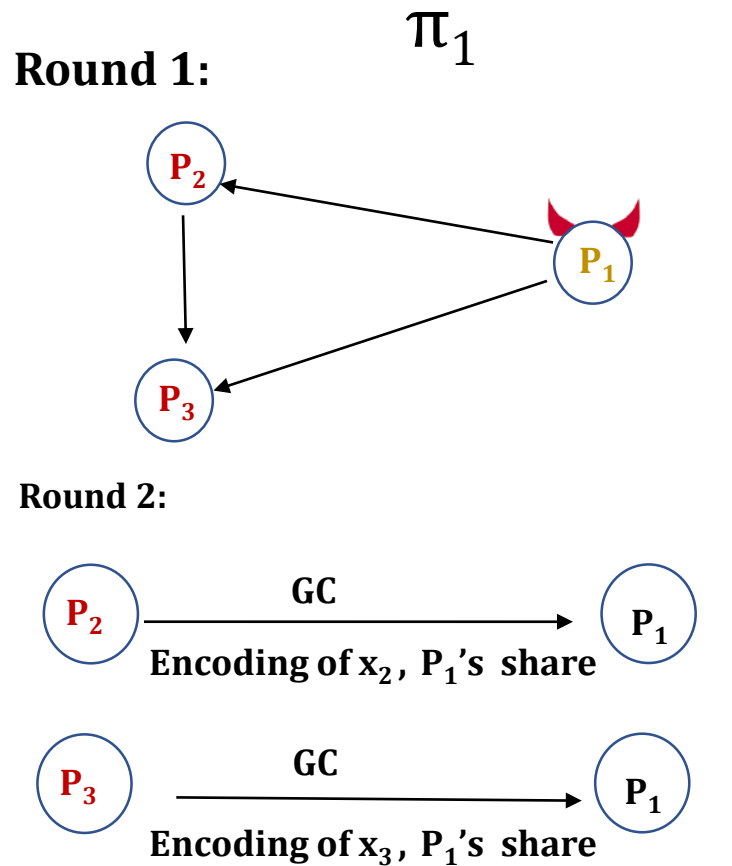 π₁
Round 1:
P₂
P₁
P₃
Round 2:
GC
P₂
P₁
Encoding of x₂, P₁'s share
GC
P₃
P₁
Encoding of x₃, P₁'s share